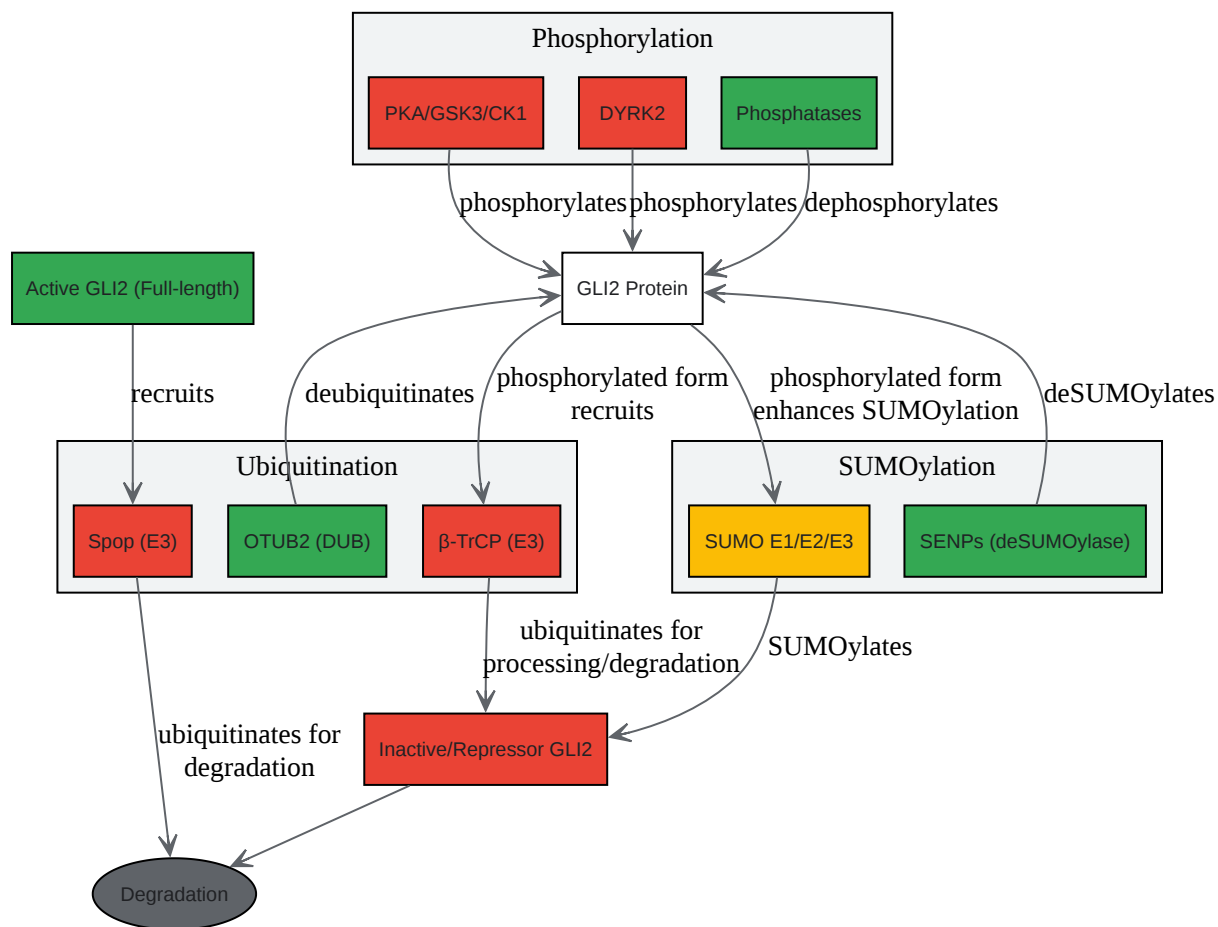 Phosphorylation
PKA/GSK3/CK1
DYRK2
Phosphatases
phosphorylates
phosphorylates
dephosphorylates
Active GLI2 (Full-length)
GLI2 Protein
recruits
deubiquitinates
phosphorylated form
recruits
phosphorylated form
enhances SUMOylation
deSUMOylates
Ubiquitination
SUMOylation
Spop (E3)
OTUB2 (DUB)
β-TrCP (E3)
SUMO E1/E2/E3
SENPs (deSUMOylase)
ubiquitinates for
processing/degradation
SUMOylates
ubiquitinates for
degradation
Inactive/Repressor GLI2
Degradation